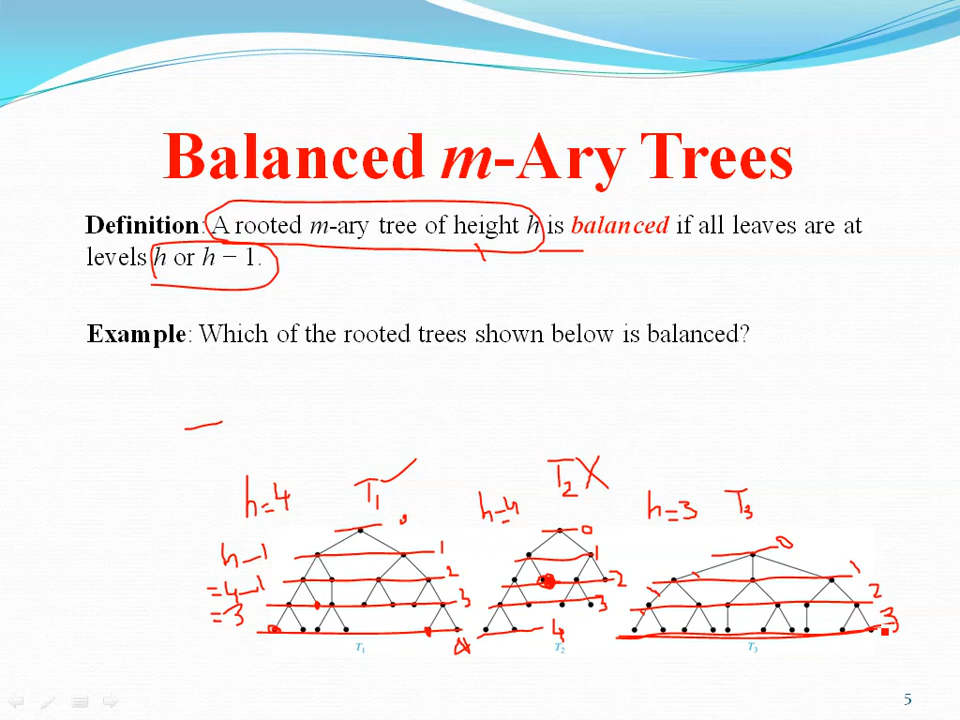 Balanced m-Ary Trees
Definition: A rooted m-ary tree of height h is balanced if all leaves are at
levels h or h − 1.
Example: Which of the rooted trees shown below is balanced?
h=4 T1 h=4 T2 X h=3 T3
0 0 0
h-1 1 1 1
=4-1 2 2 2
=3 3 3 3
4 4
T1 T2 T3
5